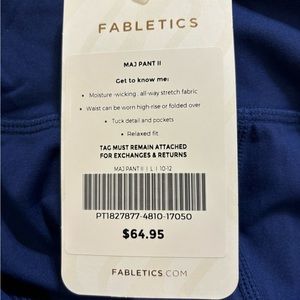 FABLETICS
MAJ PANT II
Get to know me:
• Moisture -wicking, all-way stretch fabric
• Waist can be worn high-rise or folded over
• Tuck detail and pockets
• Relaxed fit
TAG MUST REMAIN ATTACHED
FOR EXCHANGES & RETURNS
MAJ PANT II | L | 10-12
PT1827877-4810-17050
$64.95
FABLETICS.COM